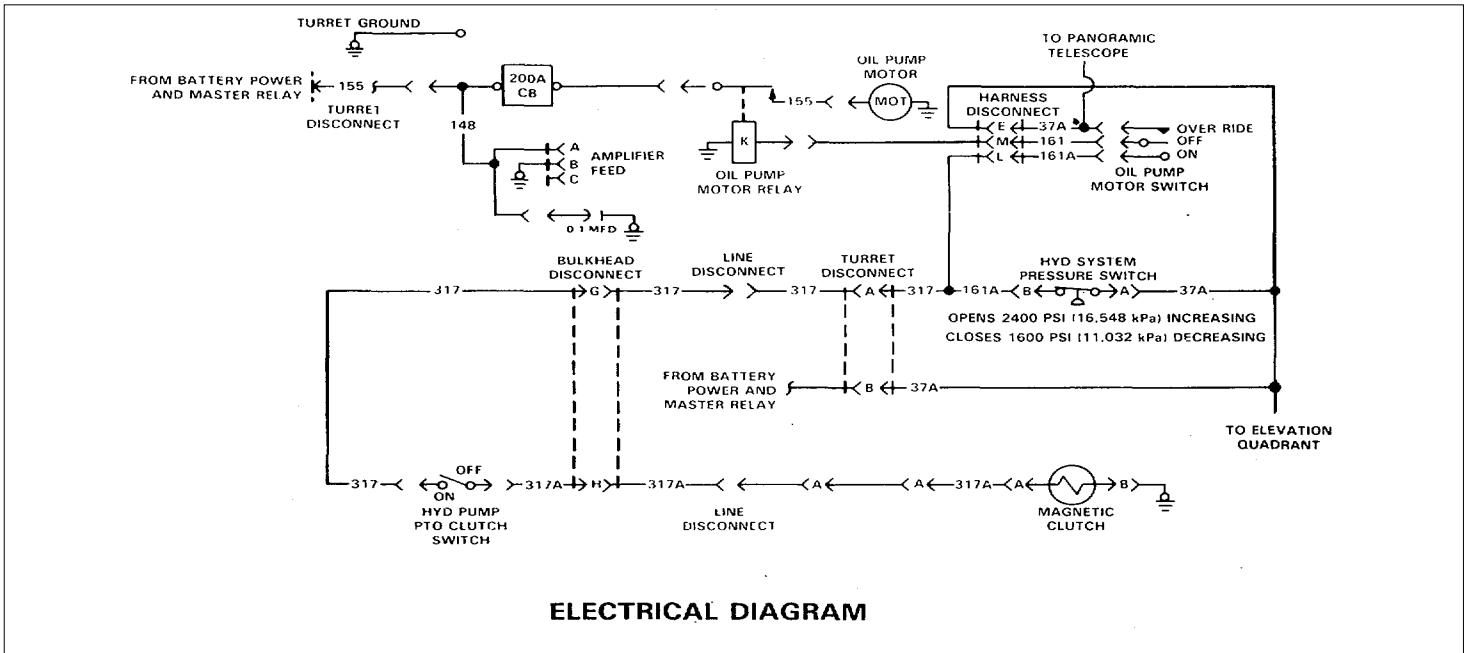 TURRET GROUND
FROM BATTERY POWER
AND MASTER RELAY
155
TURRET
DISCONNECT
200A
CB
148
A
B
C
AMPLIFIER
FEED
0.1 MFD
K
OIL PUMP
MOTOR RELAY
155
OIL PUMP
MOTOR
MOT
TO PANORAMIC
TELESCOPE
HARNESS
DISCONNECT
E 37A OVER RIDE
M 161 OFF
L 161A ON
OIL PUMP
MOTOR SWITCH
BULKHEAD
DISCONNECT
LINE
DISCONNECT
TURRET
DISCONNECT
HYD SYSTEM
PRESSURE SWITCH
317 G 317 317 A 317 161A B A 37A
OPENS 2400 PSI (16,548 kPa) INCREASING
CLOSES 1600 PSI (11,032 kPa) DECREASING
FROM BATTERY
POWER AND
MASTER RELAY
B 37A
TO ELEVATION
QUADRANT
OFF
317 317A H 317A A A 317A A B
ON
HYD PUMP
PTO CLUTCH
SWITCH
LINE
DISCONNECT
MAGNETIC
CLUTCH
ELECTRICAL DIAGRAM